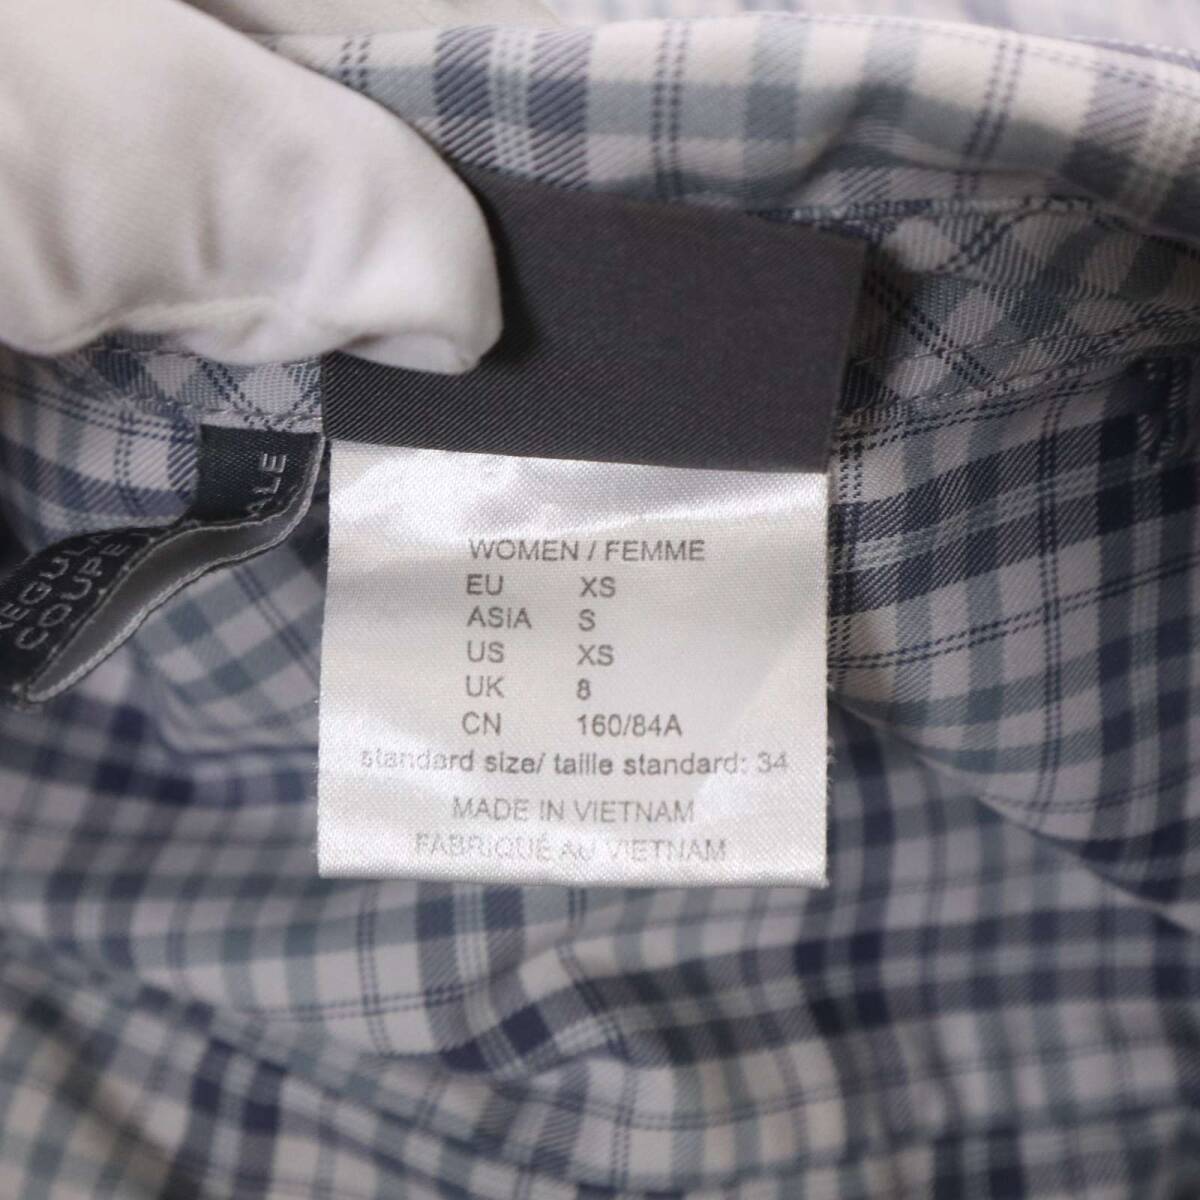 WOMEN / FEMME
EU XS
ASIA S
US XS
UK 8
CN 160/84A
standard size/ taille standard: 34
MADE IN VIETNAM
FABRIQUÉ AU VIETNAM
COUPE